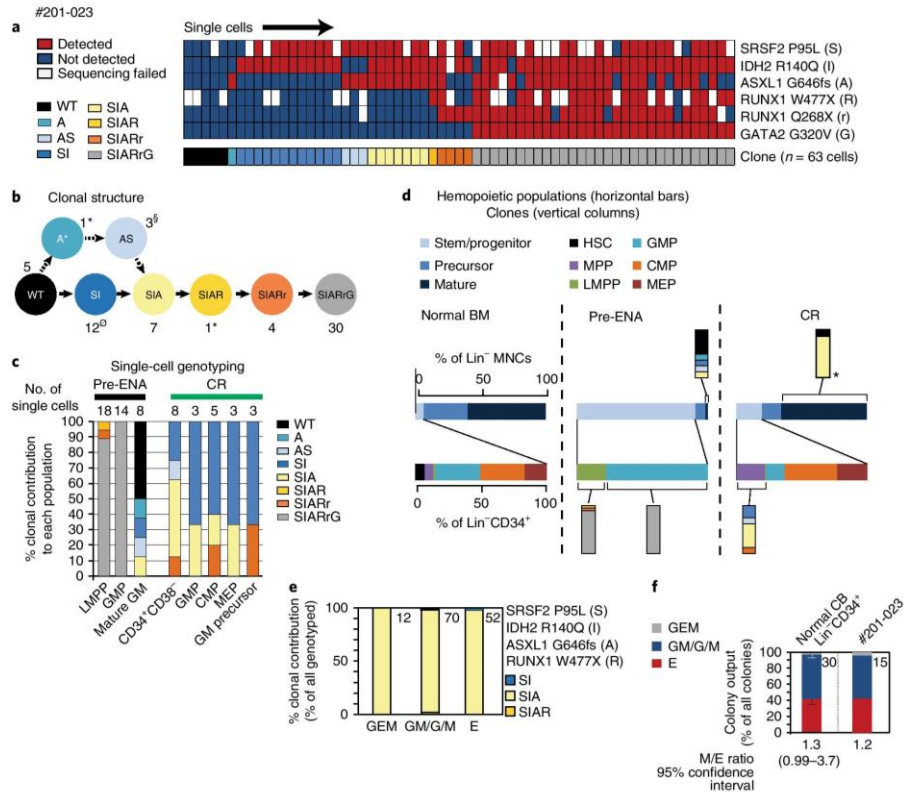 #201-023
a
Single cells
Detected
Not detected
Sequencing failed
WT
SIA
A
SIAR
AS
SIARr
SI
SIARrG
SRSF2 P95L (S)
IDH2 R140Q (I)
ASXL1 G646fs (A)
RUNX1 W477X (R)
RUNX1 Q268X (r)
GATA2 G320V (G)
Clone (n = 63 cells)
b
Clonal structure
1*
3§
A*
AS
5
WT
SI
SIA
SIAR
SIARr
SIARrG
12Ø
7
1*
4
30
c
Single-cell genotyping
No. of
single cells
Pre-ENA
CR
18 14 8 8 3 5 3 3
% clonal contribution
to each population
100
90
80
70
60
50
40
30
20
10
0
LMPP
GMP
Mature GM
CD34+CD38−
GMP
CMP
MEP
GM precursor
WT
A
AS
SI
SIA
SIAR
SIARr
SIARrG
d
Hemopoietic populations (horizontal bars)
Clones (vertical columns)
Stem/progenitor
Precursor
Mature
HSC
MPP
LMPP
GMP
CMP
MEP
Normal BM
Pre-ENA
CR
% of Lin− MNCs
0 50 100
*
0 50 100
% of Lin−CD34+
e
% clonal contribution
(% of all genotyped)
100
50
0
12
70
52
GEM GM/G/M E
SRSF2 P95L (S)
IDH2 R140Q (I)
ASXL1 G646fs (A)
RUNX1 W477X (R)
SI
SIA
SIAR
f
GEM
GM/G/M
E
Normal CB
Lin−CD34+
#201-023
Colony output
(% of all colonies)
100
80
60
40
20
0
30
15
1.3 1.2
M/E ratio (0.99–3.7)
95% confidence
interval